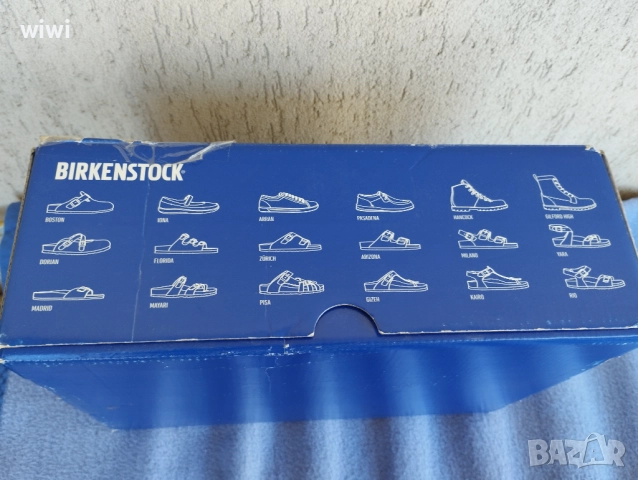 wiwi
BIRKENSTOCK
BOSTON IONA ARRAN PASADENA HANCOCK GILFORD HIGH
DORIAN FLORIDA ZÜRICH ARIZONA MILANO YARA
MADRID MAYARI PISA GIZEH KAIRO RIO
BAZAR